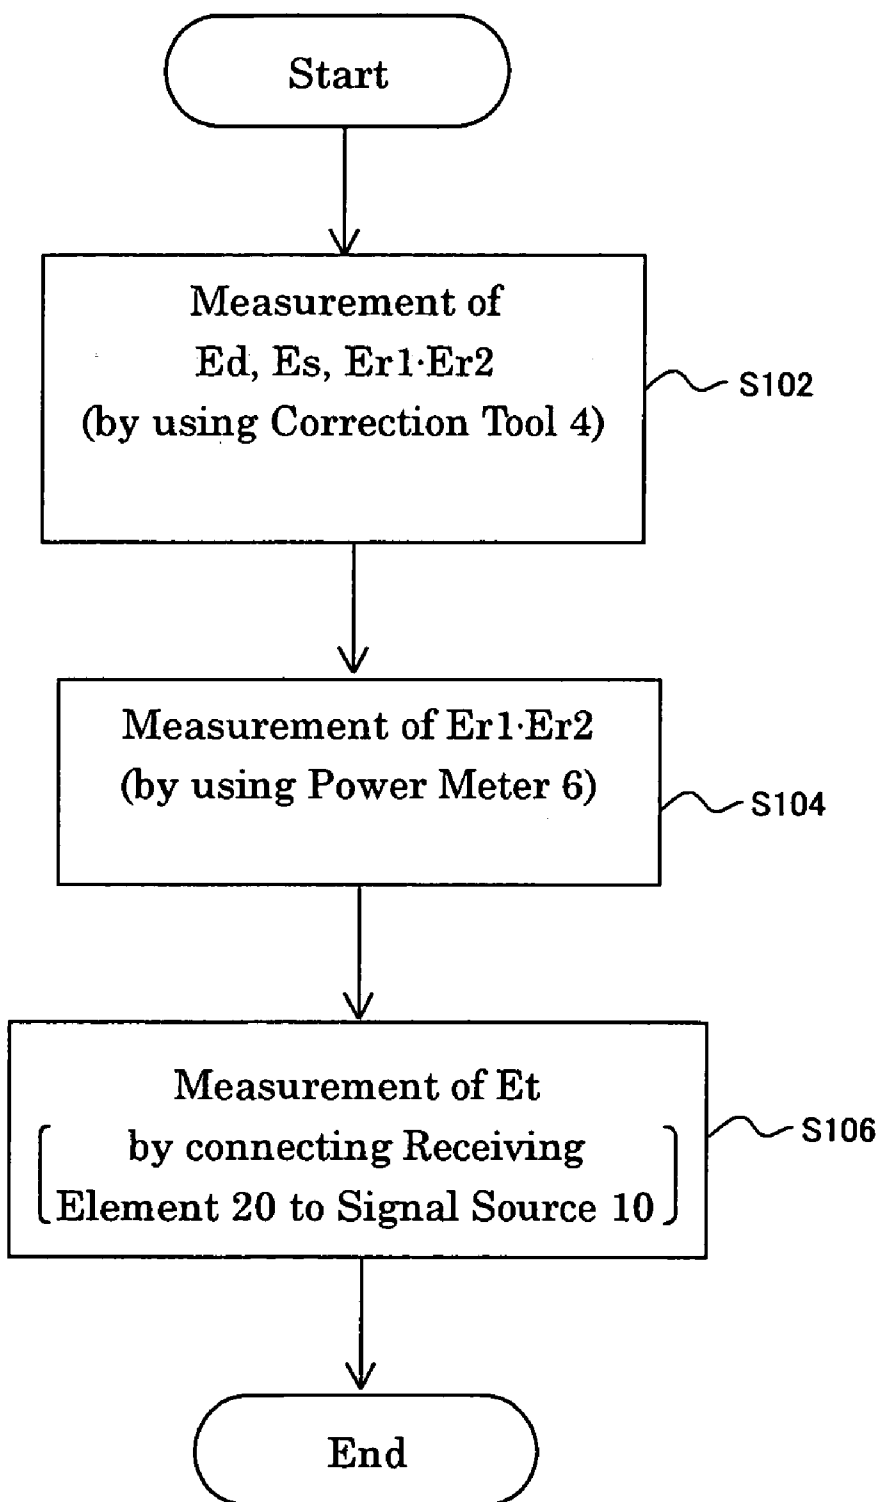 Start
Measurement of
Ed, Es, Er1·Er2
(by using Correction Tool 4)
S102
Measurement of Er1·Er2
(by using Power Meter 6)
S104
Measurement of Et
by connecting Receiving
Element 20 to Signal Source 10
S106
End